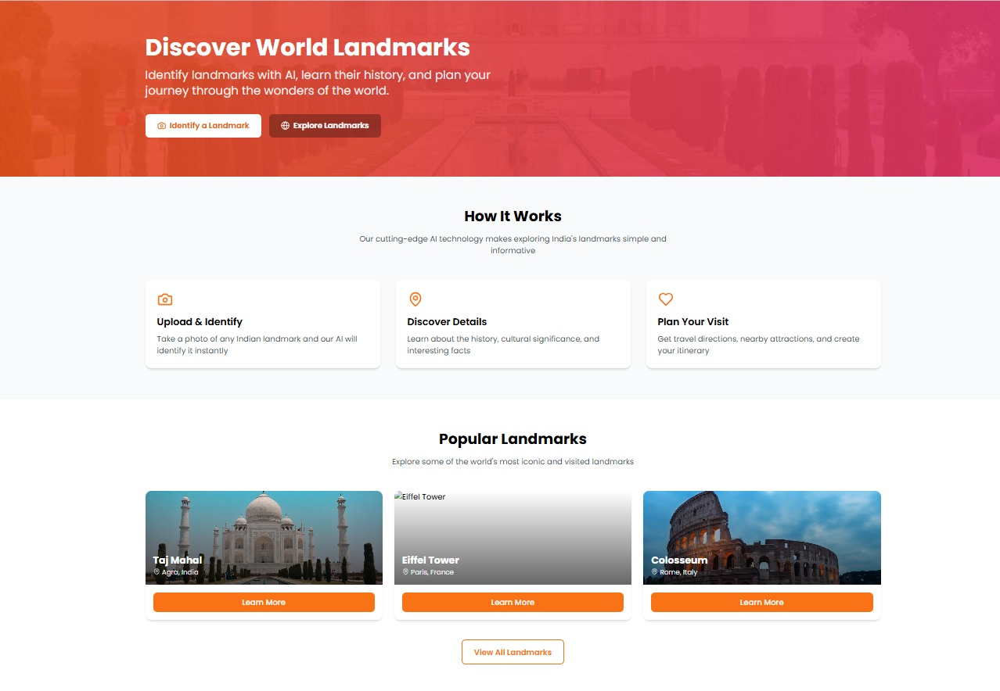 Discover World Landmarks
Identify landmarks with AI, learn their history, and plan your
journey through the wonders of the world.
Identify a Landmark
Explore Landmarks
How It Works
Our cutting-edge AI technology makes exploring India's landmarks simple and
informative
Upload & Identify
Take a photo of any Indian landmark and our AI will
identify it instantly
Discover Details
Learn about the history, cultural significance, and
interesting facts
Plan Your Visit
Get travel directions, nearby attractions, and create
your itinerary
Popular Landmarks
Explore some of the world's most iconic and visited landmarks
Taj Mahal
Agra, India
Learn More
Eiffel Tower
Eiffel Tower
Paris, France
Learn More
Colosseum
Rome, Italy
Learn More
View All Landmarks